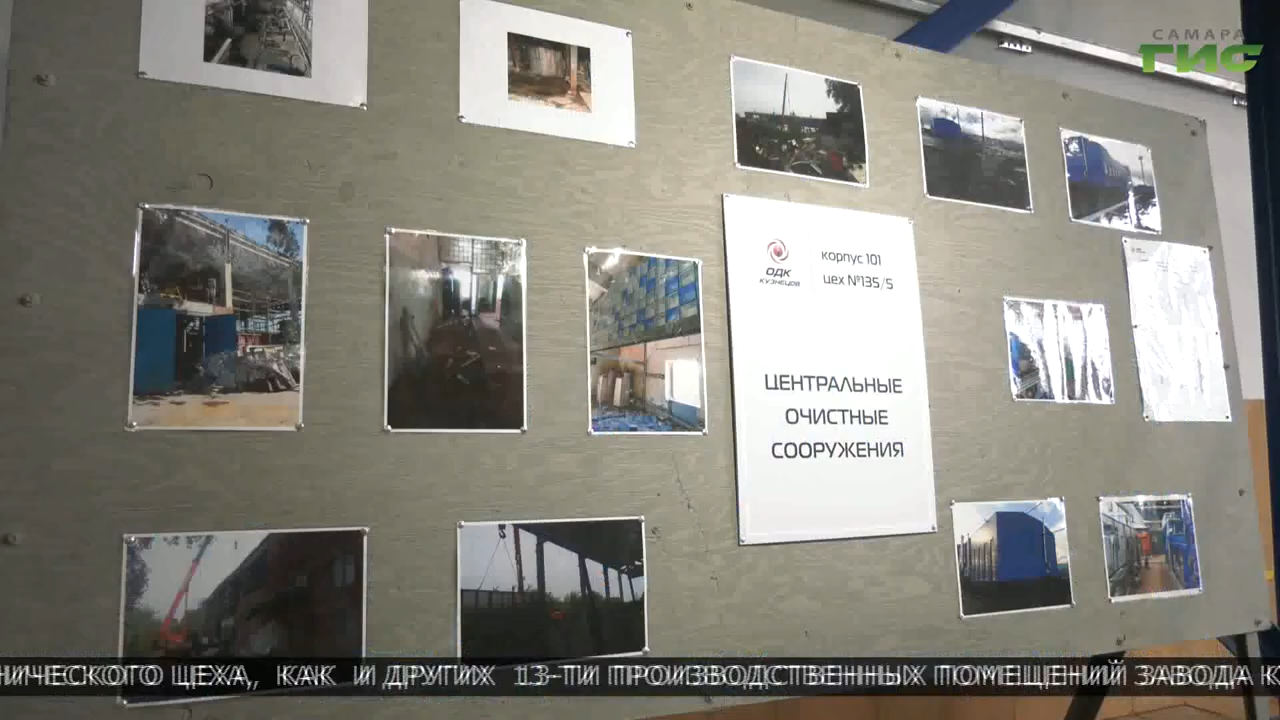 САМАРА
ГИС
ОДК
КУЗНЕЦОВ
корпус 101
цех №135/5
ЦЕНТРАЛЬНЫЕ
ОЧИСТНЫЕ
СООРУЖЕНИЯ
НИЧЕСКОГО ЦЕХА, КАК И ДРУГИХ 13-ТИ ПРОИЗВОДСТВЕННЫХ ПОМЕЩЕНИЙ ЗАВОДА К